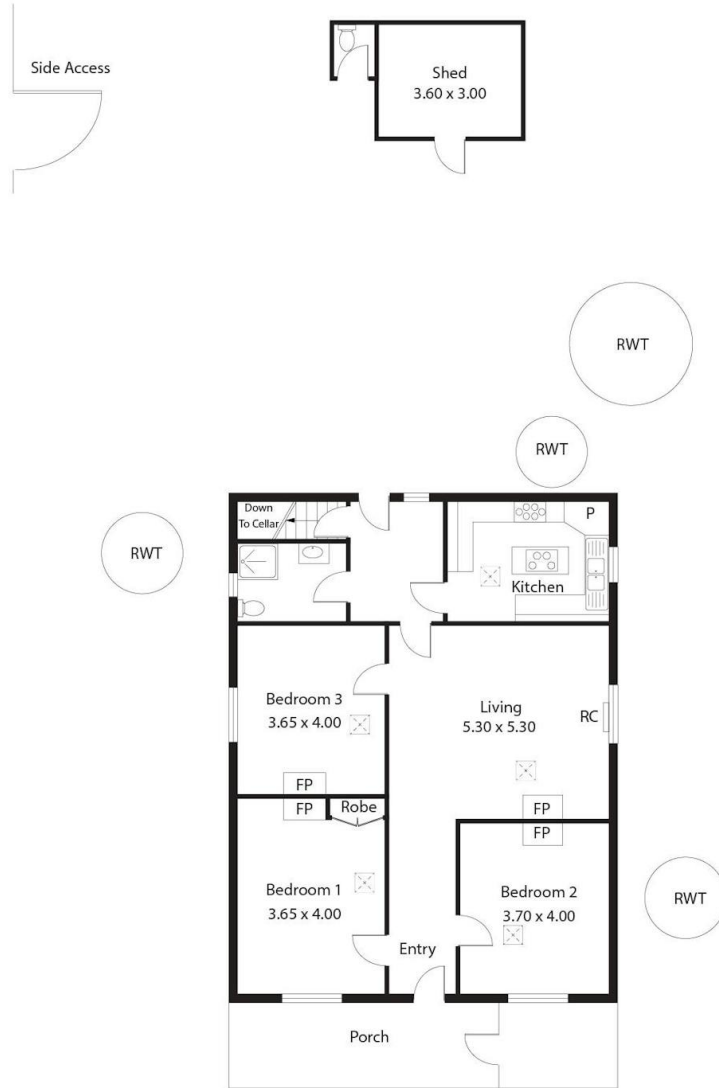 Side Access
Shed
3.60 x 3.00
RWT
RWT
RWT
Down
To Cellar
P
Kitchen
Bedroom 3
3.65 x 4.00
Living
5.30 x 5.30
RC
FP
FP
Robe
FP
FP
Bedroom 1
3.65 x 4.00
Bedroom 2
3.70 x 4.00
RWT
Entry
Porch